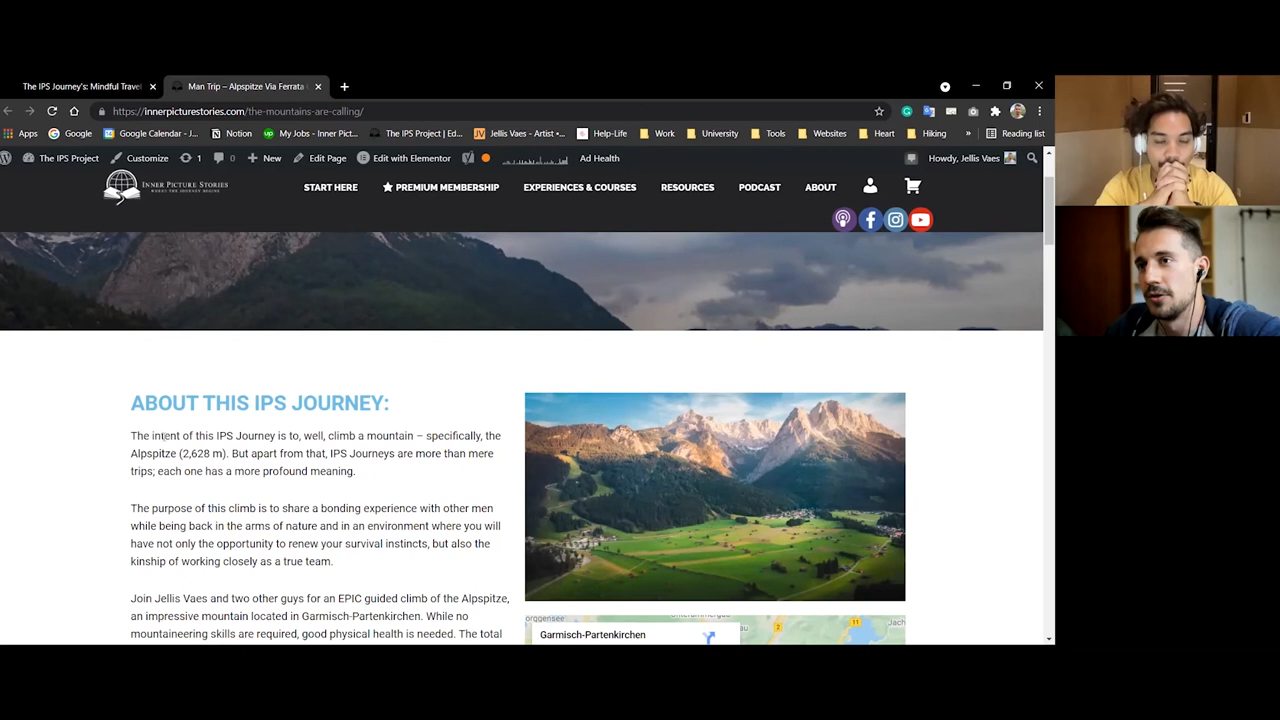 The IPS Journey's: Mindful Travel
Man Trip – Alpspitze Via Ferrata
https://innerpicturestories.com/the-mountains-are-calling/
Apps Google Google Calendar - J... Notion My Jobs - Inner Pict... The IPS Project | Ed... Jellis Vaes - Artist •... Help-Life Work University Tools Websites Heart Hiking » Reading list
The IPS Project Customize 1 0 New Edit Page Edit with Elementor Ad Health Howdy, Jellis Vaes
INNER PICTURE STORIES
WHERE THE JOURNEY BEGINS
START HERE PREMIUM MEMBERSHIP EXPERIENCES & COURSES RESOURCES PODCAST ABOUT
ABOUT THIS IPS JOURNEY:
The intent of this IPS Journey is to, well, climb a mountain – specifically, the
Alpspitze (2,628 m). But apart from that, IPS Journeys are more than mere
trips; each one has a more profound meaning.
The purpose of this climb is to share a bonding experience with other men
while being back in the arms of nature and in an environment where you will
have not only the opportunity to renew your survival instincts, but also the
kinship of working closely as a true team.
Join Jellis Vaes and two other guys for an EPIC guided climb of the Alpspitze,
an impressive mountain located in Garmisch-Partenkirchen. While no
mountaineering skills are required, good physical health is needed. The total
Garmisch-Partenkirchen
2
11